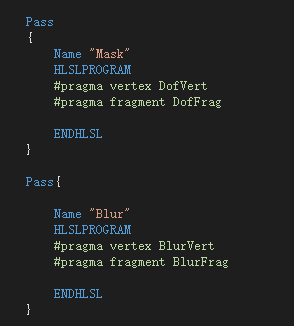 Pass
{
Name "Mask"
HLSLPROGRAM
#pragma vertex DofVert
#pragma fragment DofFrag
ENDHLSL
}
Pass{
Name "Blur"
HLSLPROGRAM
#pragma vertex BlurVert
#pragma fragment BlurFrag
ENDHLSL
}